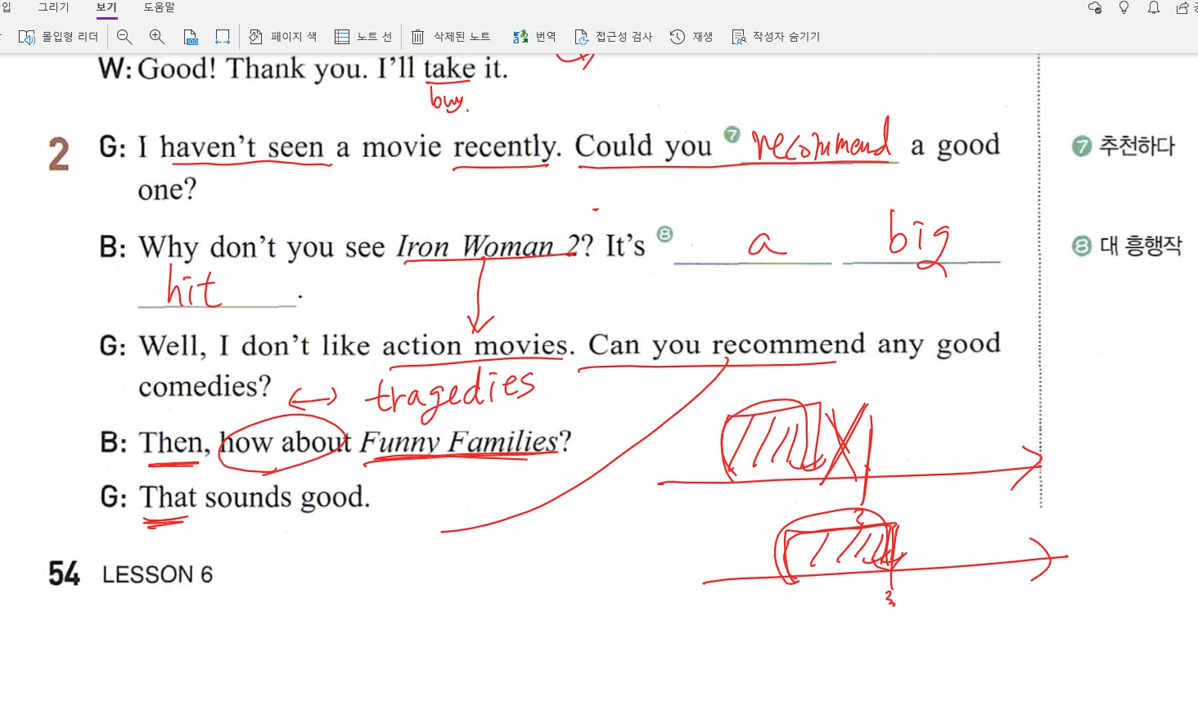 입 그리기 보기 도움말
몰입형 리더 페이지 색 노트 선 삭제된 노트 번역 접근성 검사 재생 작성자 숨기기
W: Good! Thank you. I’ll take it.
buy.
2 G: I haven’t seen a movie recently. Could you ⑦ recommend a good ⑦ 추천하다
one?
B: Why don’t you see Iron Woman 2? It’s ⑧ a big ⑧ 대 흥행작
hit .
G: Well, I don’t like action movies. Can you recommend any good
comedies? ↔ tragedies
B: Then, how about Funny Families?
G: That sounds good.
54 LESSON 6